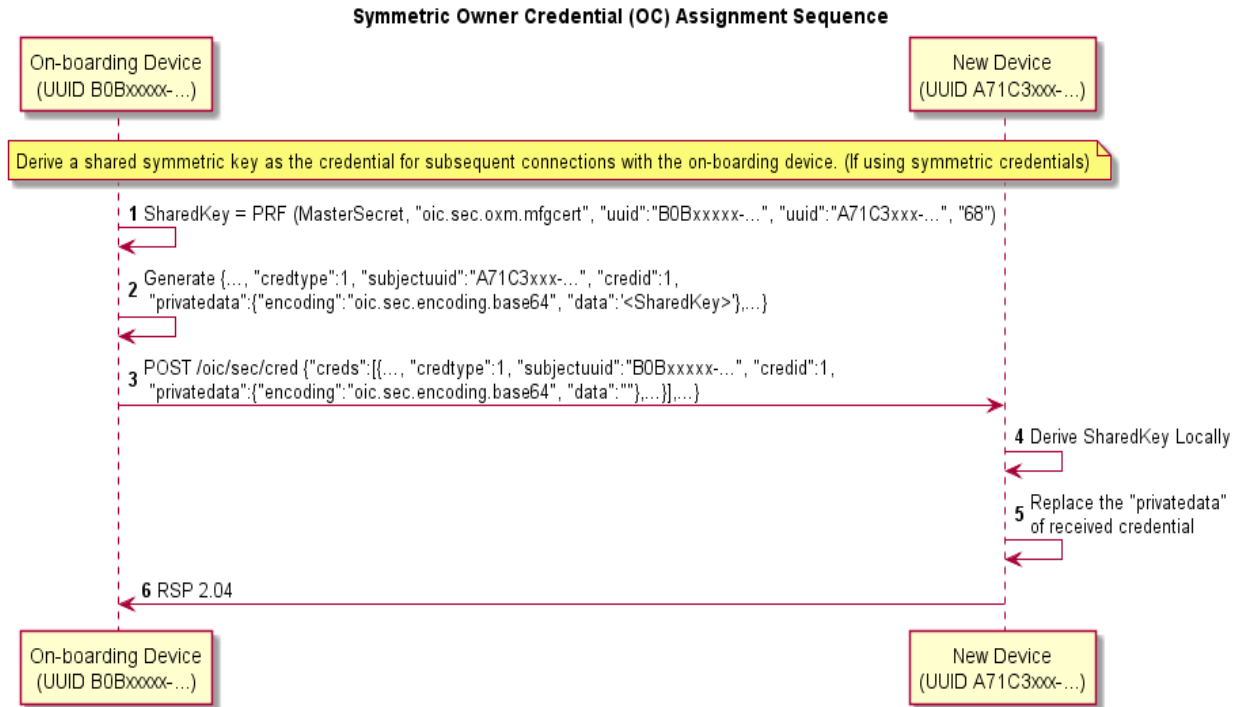 Symmetric Owner Credential (OC) Assignment Sequence
On-boarding Device
(UUID B0Bxxxxx-...)
New Device
(UUID A71C3xxx-...)
Derive a shared symmetric key as the credential for subsequent connections with the on-boarding device. (If using symmetric credentials)
1 SharedKey = PRF (MasterSecret, "oic.sec.oxm.mfgcert", "uuid":"B0Bxxxxx-...", "uuid":"A71C3xxx-...", "68")
2 Generate {..., "credtype":1, "subjectuuid":"A71C3xxx-...", "credid":1,
"privatedata":{"encoding":"oic.sec.encoding.base64", "data":'<SharedKey>'},...}
3 POST /oic/sec/cred {"creds":[{..., "credtype":1, "subjectuuid":"B0Bxxxxx-...", "credid":1,
"privatedata":{"encoding":"oic.sec.encoding.base64", "data":""},...}],...}
4 Derive SharedKey Locally
5 Replace the "privatedata"
of received credential
6 RSP 2.04
On-boarding Device
(UUID B0Bxxxxx-...)
New Device
(UUID A71C3xxx-...)